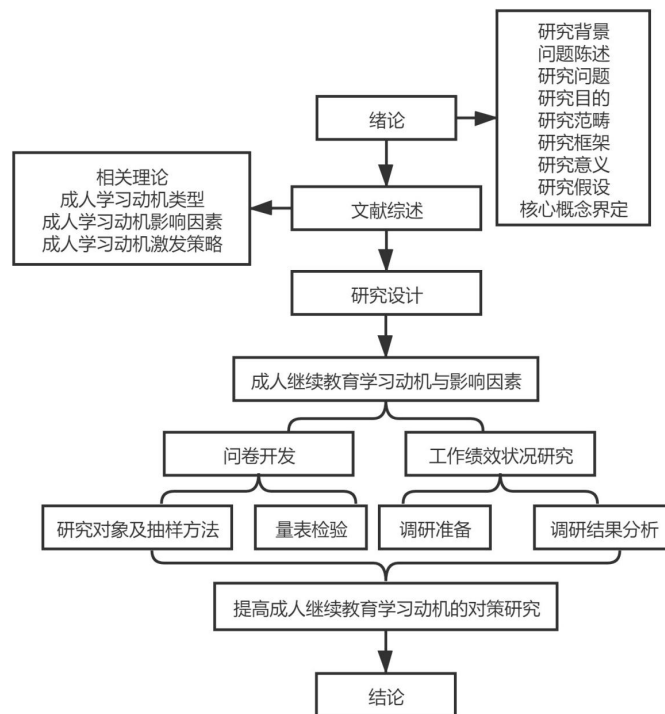 研究背景
问题陈述
研究问题
研究目的
研究范畴
研究框架
研究意义
研究假设
核心概念界定
绪论
相关理论
成人学习动机类型
成人学习动机影响因素
成人学习动机激发策略
文献综述
研究设计
成人继续教育学习动机与影响因素
问卷开发
工作绩效状况研究
研究对象及抽样方法
量表检验
调研准备
调研结果分析
提高成人继续教育学习动机的对策研究
结论